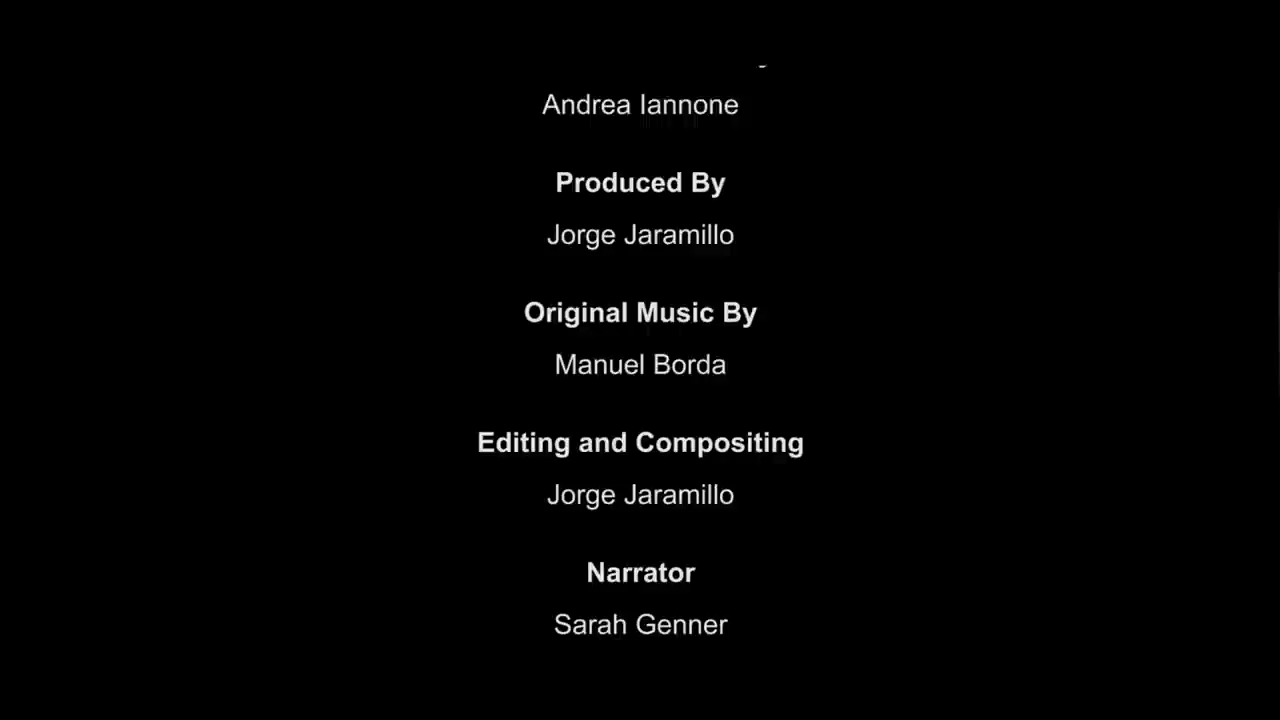 Andrea Iannone
Produced By
Jorge Jaramillo
Original Music By
Manuel Borda
Editing and Compositing
Jorge Jaramillo
Narrator
Sarah Genner